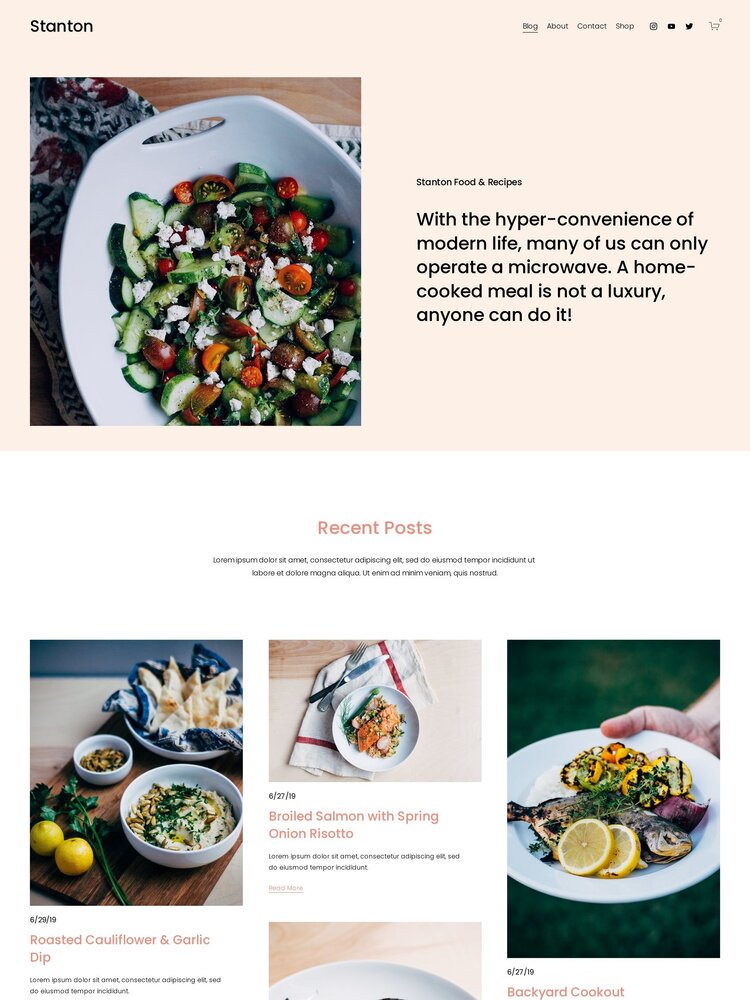 Stanton
Blog About Contact Shop
0
Stanton Food & Recipes
With the hyper-convenience of
modern life, many of us can only
operate a microwave. A home-
cooked meal is not a luxury,
anyone can do it!
Recent Posts
Lorem ipsum dolor sit amet, consectetur adipiscing elit, sed do eiusmod tempor incididunt ut
labore et dolore magna aliqua. Ut enim ad minim veniam, quis nostrud.
6/29/19
Roasted Cauliflower & Garlic
Dip
Lorem ipsum dolor sit amet, consectetur adipiscing elit, sed
do eiusmod tempor incididunt.
6/27/19
Broiled Salmon with Spring
Onion Risotto
Lorem ipsum dolor sit amet, consectetur adipiscing elit, sed
do eiusmod tempor incididunt.
Read More
6/27/19
Backyard Cookout